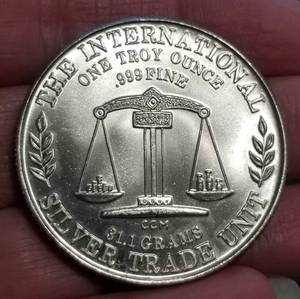 THE INTERNATIONAL
ONE TROY OUNCE
.999 FINE
CCM
31.1 GRAMS
SILVER TRADE UNIT